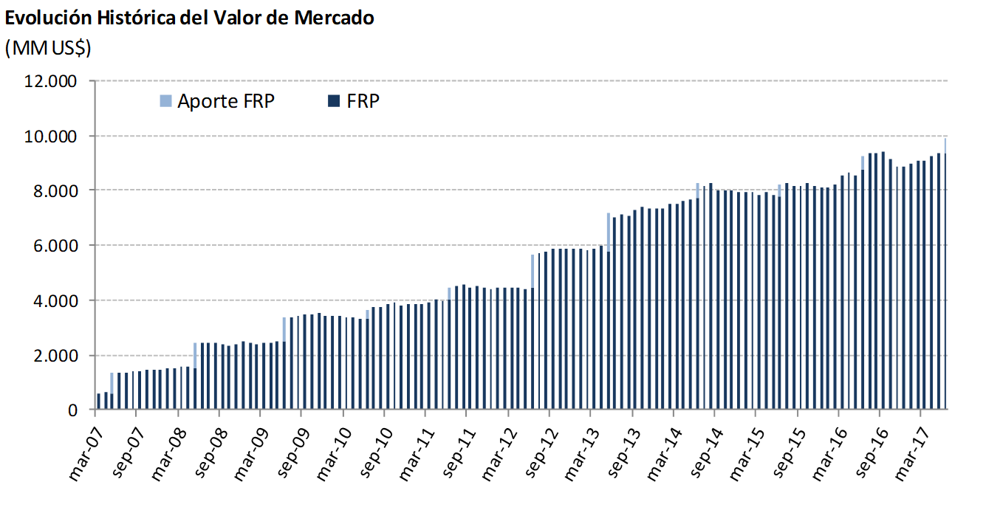 Evolución Histórica del Valor de Mercado
(MM US$)
12.000
Aporte FRP FRP
10.000
8.000
6.000
4.000
2.000
0
mar-07 sep-07 mar-08 sep-08 mar-09 sep-09 mar-10 sep-10 mar-11 sep-11 mar-12 sep-12 mar-13 sep-13 mar-14 sep-14 mar-15 sep-15 mar-16 sep-16 mar-17